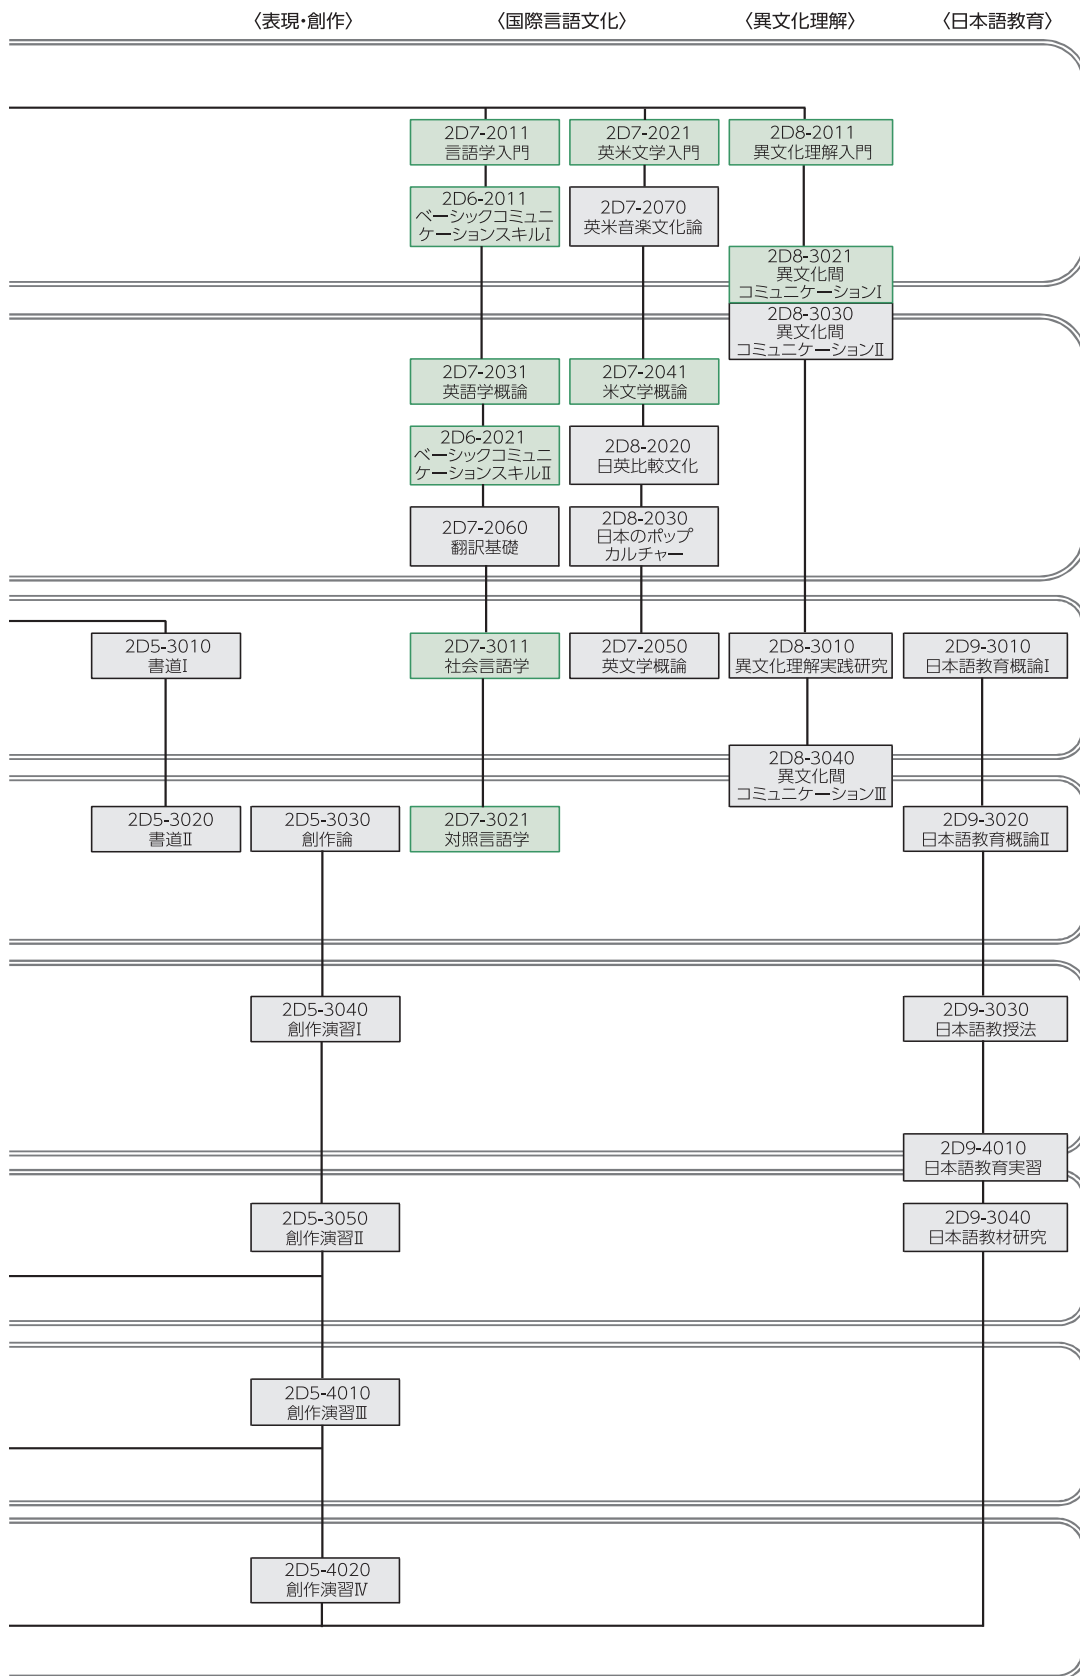 〈表現・創作〉
〈国際言語文化〉
〈異文化理解〉
〈日本語教育〉
2D7-2011
言語学入門
2D7-2021
英米文学入門
2D8-2011
異文化理解入門
2D6-2011
ベーシックコミュニ
ケーションスキルⅠ
2D7-2070
英米音楽文化論
2D8-3021
異文化間
コミュニケーションⅠ
2D8-3030
異文化間
コミュニケーションⅡ
2D7-2031
英語学概論
2D7-2041
米文学概論
2D6-2021
ベーシックコミュニ
ケーションスキルⅡ
2D8-2020
日英比較文化
2D7-2060
翻訳基礎
2D8-2030
日本のポップ
カルチャー
2D5-3010
書道Ⅰ
2D7-3011
社会言語学
2D7-2050
英文学概論
2D8-3010
異文化理解実践研究
2D9-3010
日本語教育概論Ⅰ
2D8-3040
異文化間
コミュニケーションⅢ
2D5-3020
書道Ⅱ
2D5-3030
創作論
2D7-3021
対照言語学
2D9-3020
日本語教育概論Ⅱ
2D5-3040
創作演習Ⅰ
2D9-3030
日本語教授法
2D9-4010
日本語教育実習
2D5-3050
創作演習Ⅱ
2D9-3040
日本語教材研究
2D5-4010
創作演習Ⅲ
2D5-4020
創作演習Ⅳ